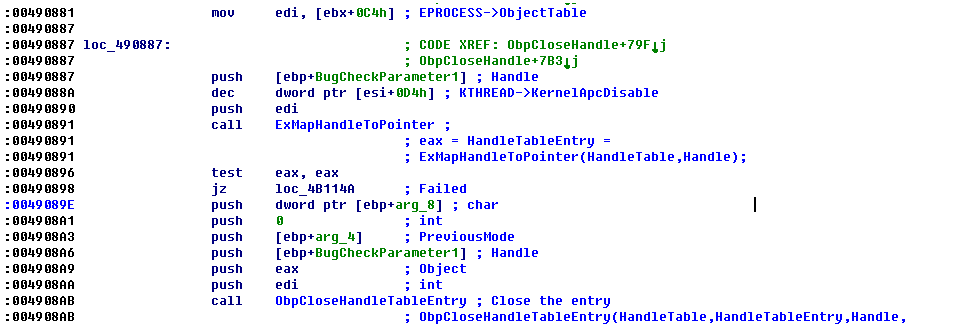 :00490881 mov edi, [ebx+0C4h] ; EPROCESS->ObjectTable
:00490887
:00490887 loc_490887: ; CODE XREF: ObpCloseHandle+79F↓j
:00490887 ; ObpCloseHandle+7B3↓j
:00490887 push [ebp+BugCheckParameter1] ; Handle
:0049088A dec dword ptr [esi+0D4h] ; KTHREAD->KernelApcDisable
:00490890 push edi
:00490891 call ExMapHandleToPointer ;
:00490891 ; eax = HandleTableEntry =
:00490891 ; ExMapHandleToPointer(HandleTable,Handle);
:00490896 test eax, eax
:00490898 jz loc_4B114A ; Failed
:0049089E push dword ptr [ebp+arg_8] ; char
:004908A1 push 0 ; int
:004908A3 push [ebp+arg_4] ; PreviousMode
:004908A6 push [ebp+BugCheckParameter1] ; Handle
:004908A9 push eax ; Object
:004908AA push edi ; int
:004908AB call ObpCloseHandleTableEntry ; Close the entry
:004908AB ; ObpCloseHandleTableEntry(HandleTable,HandleTableEntry,Handle,